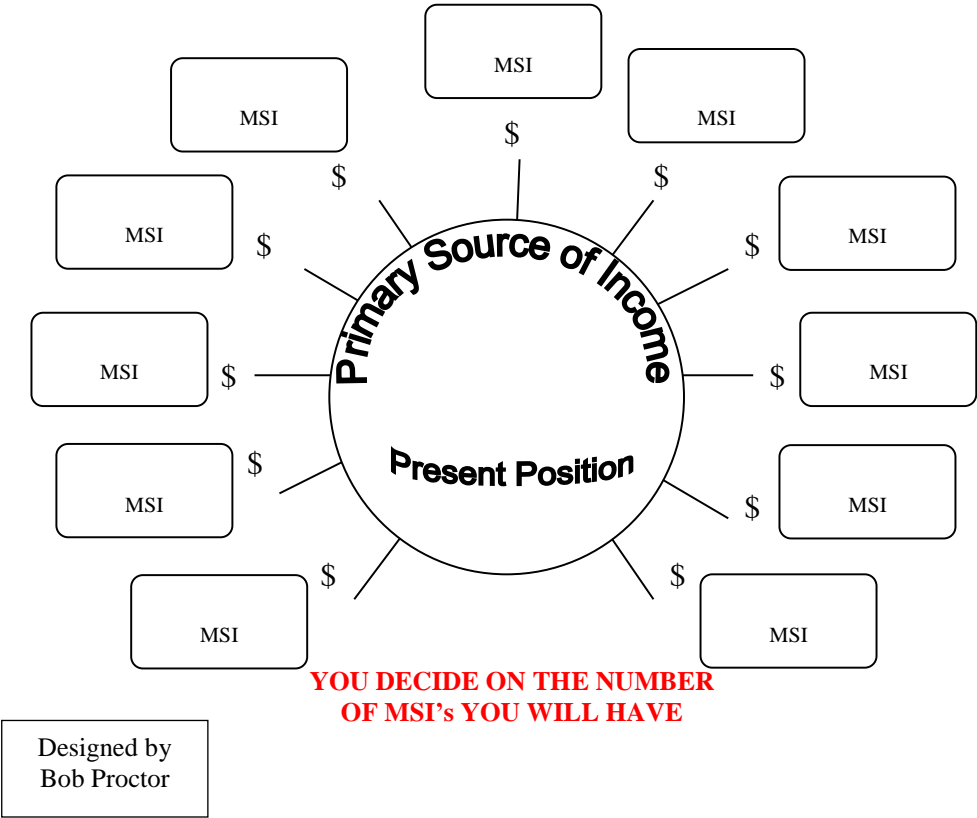 MSI
MSI
MSI
$
$
$
MSI
MSI
$
$
Primary Source of Income
MSI
$
$
MSI
Present Position
MSI
$
$
MSI
MSI
$
$
MSI
YOU DECIDE ON THE NUMBER
OF MSI's YOU WILL HAVE
Designed by
Bob Proctor